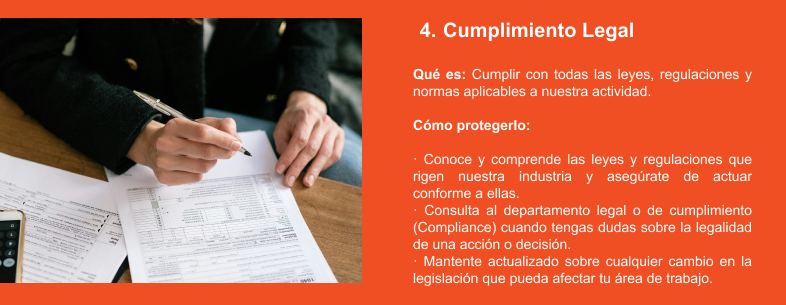 4. Cumplimiento Legal
Qué es: Cumplir con todas las leyes, regulaciones y
normas aplicables a nuestra actividad.
Cómo protegerlo:
· Conoce y comprende las leyes y regulaciones que
rigen nuestra industria y asegúrate de actuar
conforme a ellas.
· Consulta al departamento legal o de cumplimiento
(Compliance) cuando tengas dudas sobre la legalidad
de una acción o decisión.
· Mantente actualizado sobre cualquier cambio en la
legislación que pueda afectar tu área de trabajo.